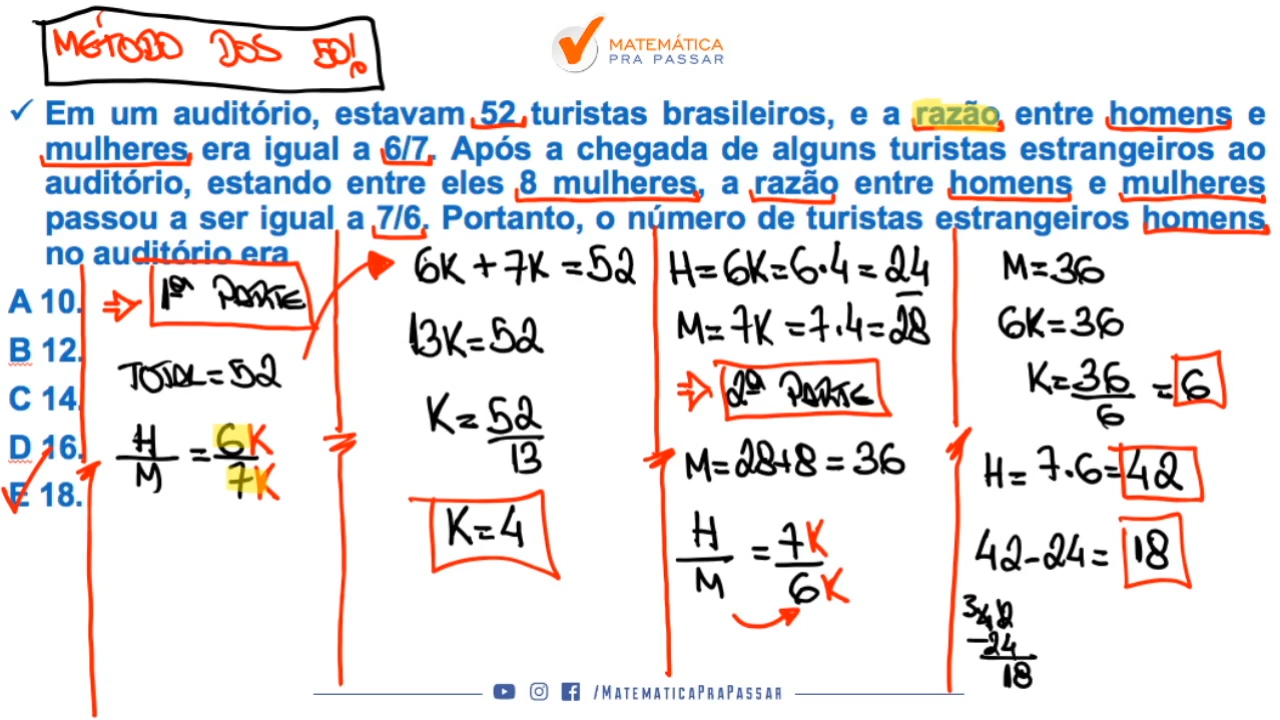 MÉTODO DOS 50!
MATEMÁTICA
PRA PASSAR
✓ Em um auditório, estavam 52 turistas brasileiros, e a razão entre homens e
mulheres era igual a 6/7. Após a chegada de alguns turistas estrangeiros ao
auditório, estando entre eles 8 mulheres, a razão entre homens e mulheres
passou a ser igual a 7/6. Portanto, o número de turistas estrangeiros homens
no auditório era
A 10.
B 12.
C 14.
D 16.
E 18.
1ª PARTE
TOTAL = 52
H/M = 6K/7K
6K + 7K = 52
13K = 52
K = 52/13
K = 4
H = 6K = 6·4 = 24
M = 7K = 7·4 = 28
2ª PARTE
M = 28+8 = 36
H/M = 7K/6K
M = 36
6K = 36
K = 36/6 = 6
H = 7·6 = 42
42 - 24 = 18
3 12
42
-24
18
/MatematicaPraPassar